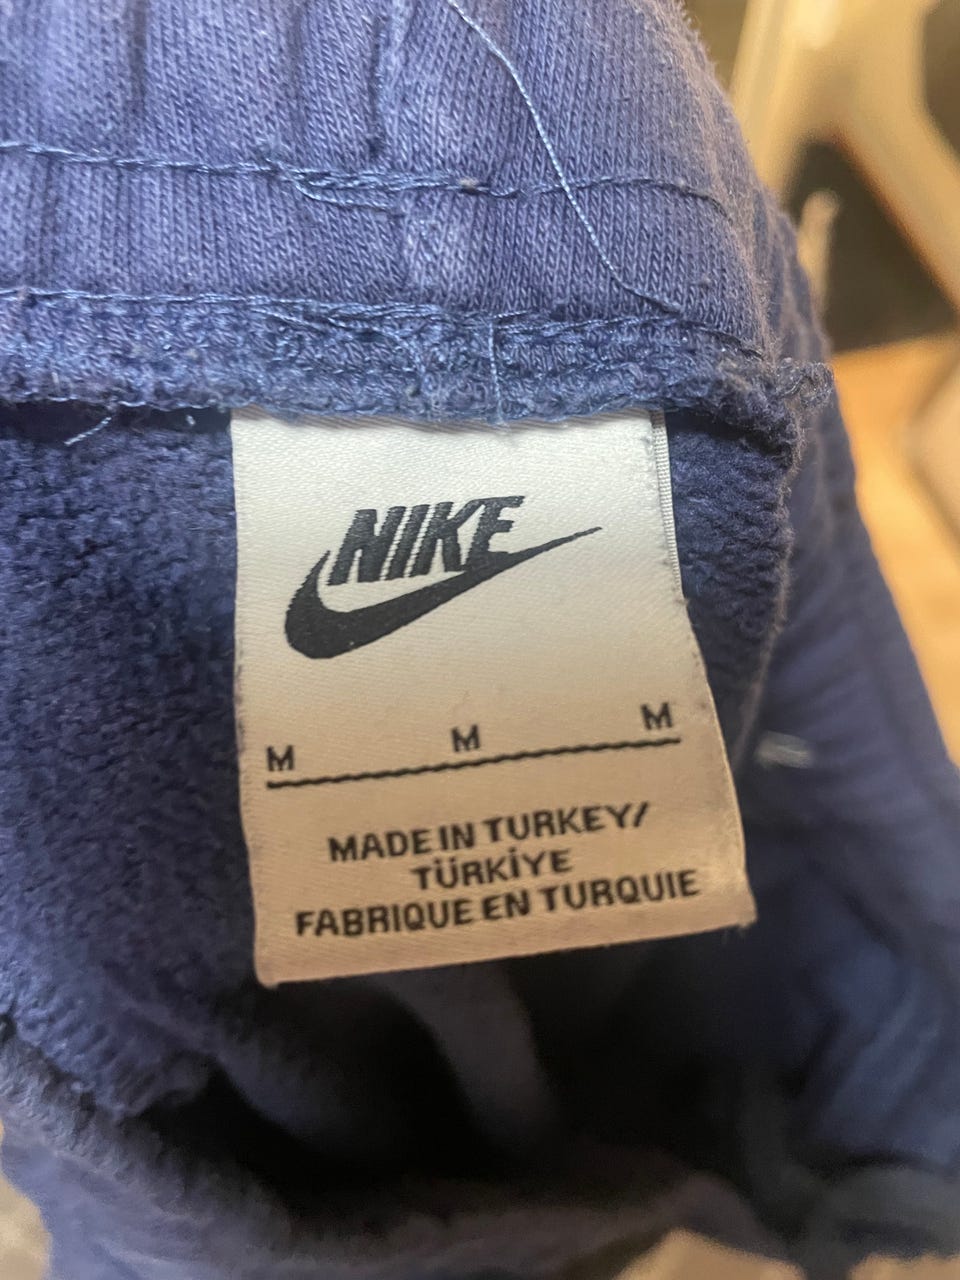 NIKE
M M M
MADE IN TURKEY/
TÜRKİYE
FABRIQUE EN TURQUIE